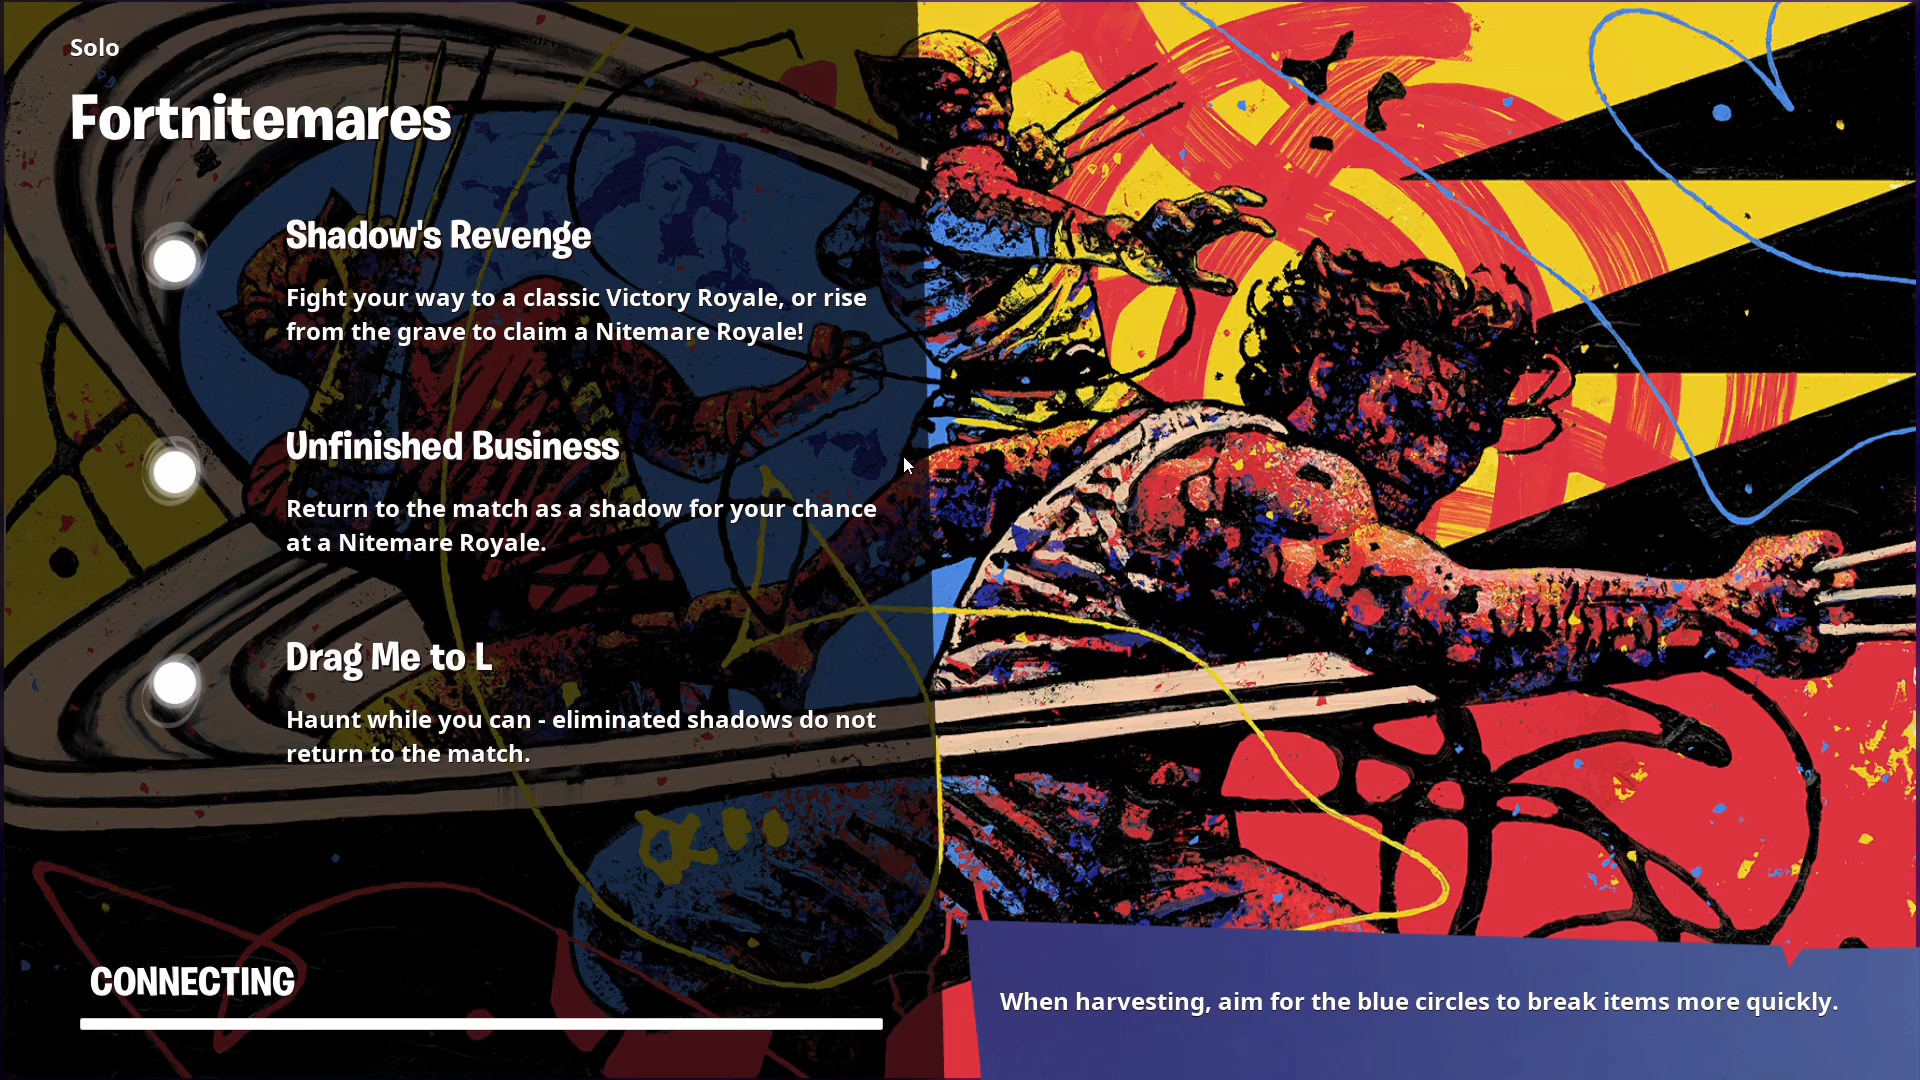 Solo
Fortnitemares
Shadow's Revenge
Fight your way to a classic Victory Royale, or rise
from the grave to claim a Nitemare Royale!
Unfinished Business
Return to the match as a shadow for your chance
at a Nitemare Royale.
Drag Me to L
Haunt while you can - eliminated shadows do not
return to the match.
CONNECTING
When harvesting, aim for the blue circles to break items more quickly.